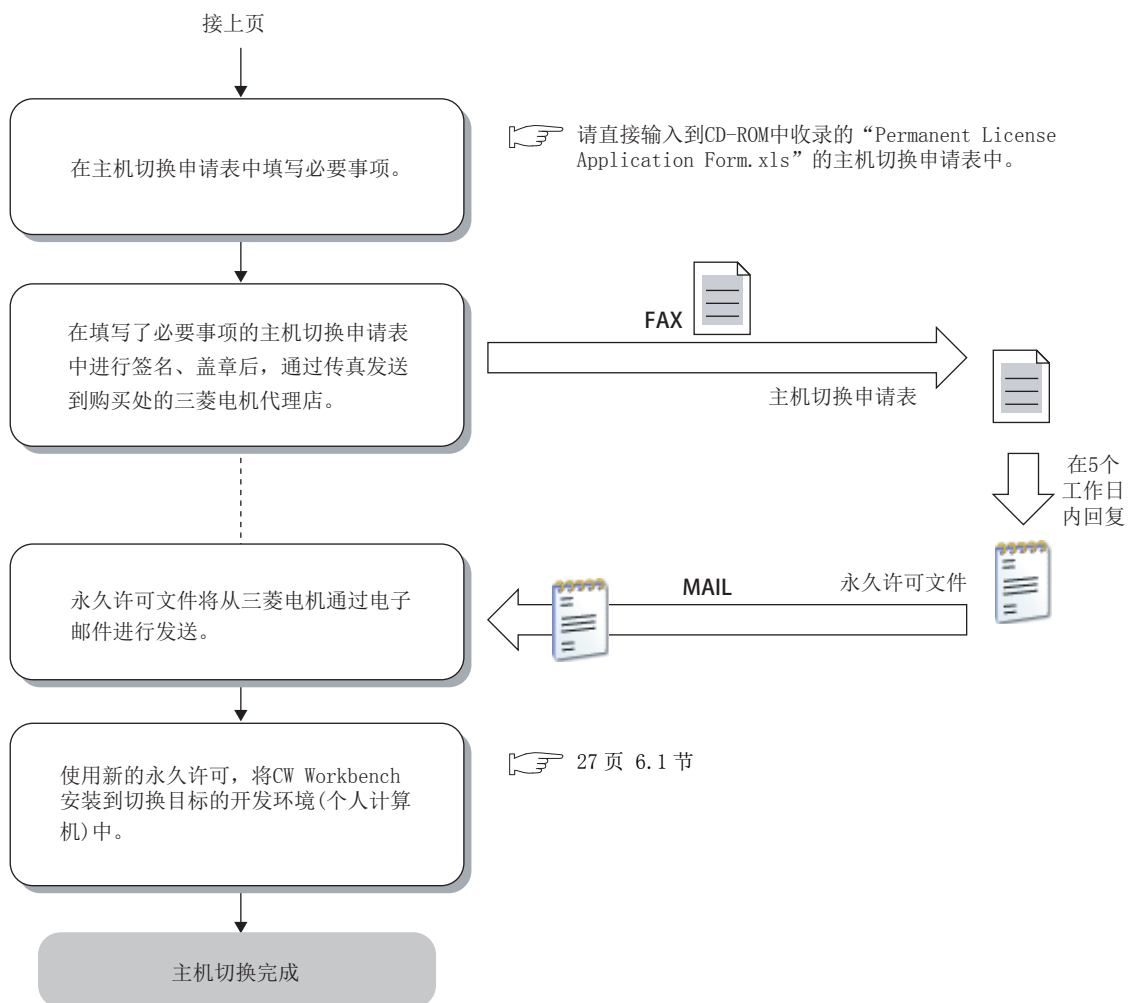 接上页
在主机切换申请表中填写必要事项。
请直接输入到CD-ROM中收录的“Permanent License
Application Form.xls”的主机切换申请表中。
在填写了必要事项的主机切换申请表
中进行签名、盖章后，通过传真发送
到购买处的三菱电机代理店。
FAX
主机切换申请表
在5个
工作日
内回复
永久许可文件将从三菱电机通过电子
邮件进行发送。
MAIL
永久许可文件
使用新的永久许可，将CW Workbench
安装到切换目标的开发环境(个人计算
机)中。
27 页 6.1 节
主机切换完成